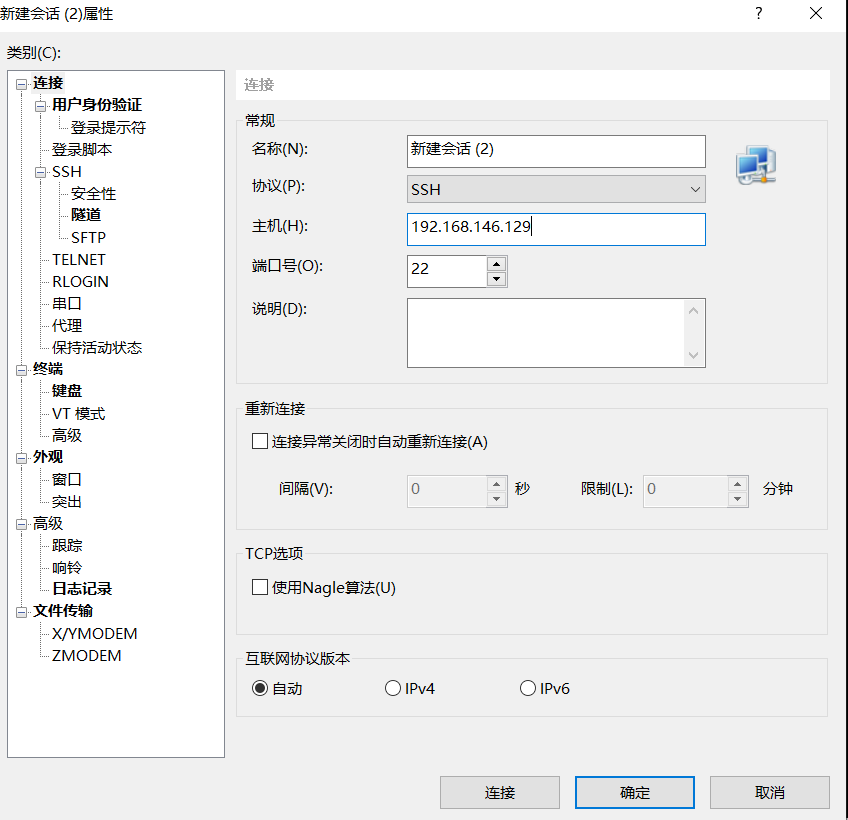 新建会话 (2)属性
?
类别(C):
连接
用户身份验证
登录提示符
登录脚本
SSH
安全性
隧道
SFTP
TELNET
RLOGIN
串口
代理
保持活动状态
终端
键盘
VT 模式
高级
外观
窗口
突出
高级
跟踪
响铃
日志记录
文件传输
X/YMODEM
ZMODEM
连接
常规
名称(N): 新建会话 (2)
协议(P): SSH
主机(H): 192.168.146.129
端口号(O): 22
说明(D):
重新连接
连接异常关闭时自动重新连接(A)
间隔(V): 0 秒 限制(L): 0 分钟
TCP选项
使用Nagle算法(U)
互联网协议版本
自动 IPv4 IPv6
连接 确定 取消